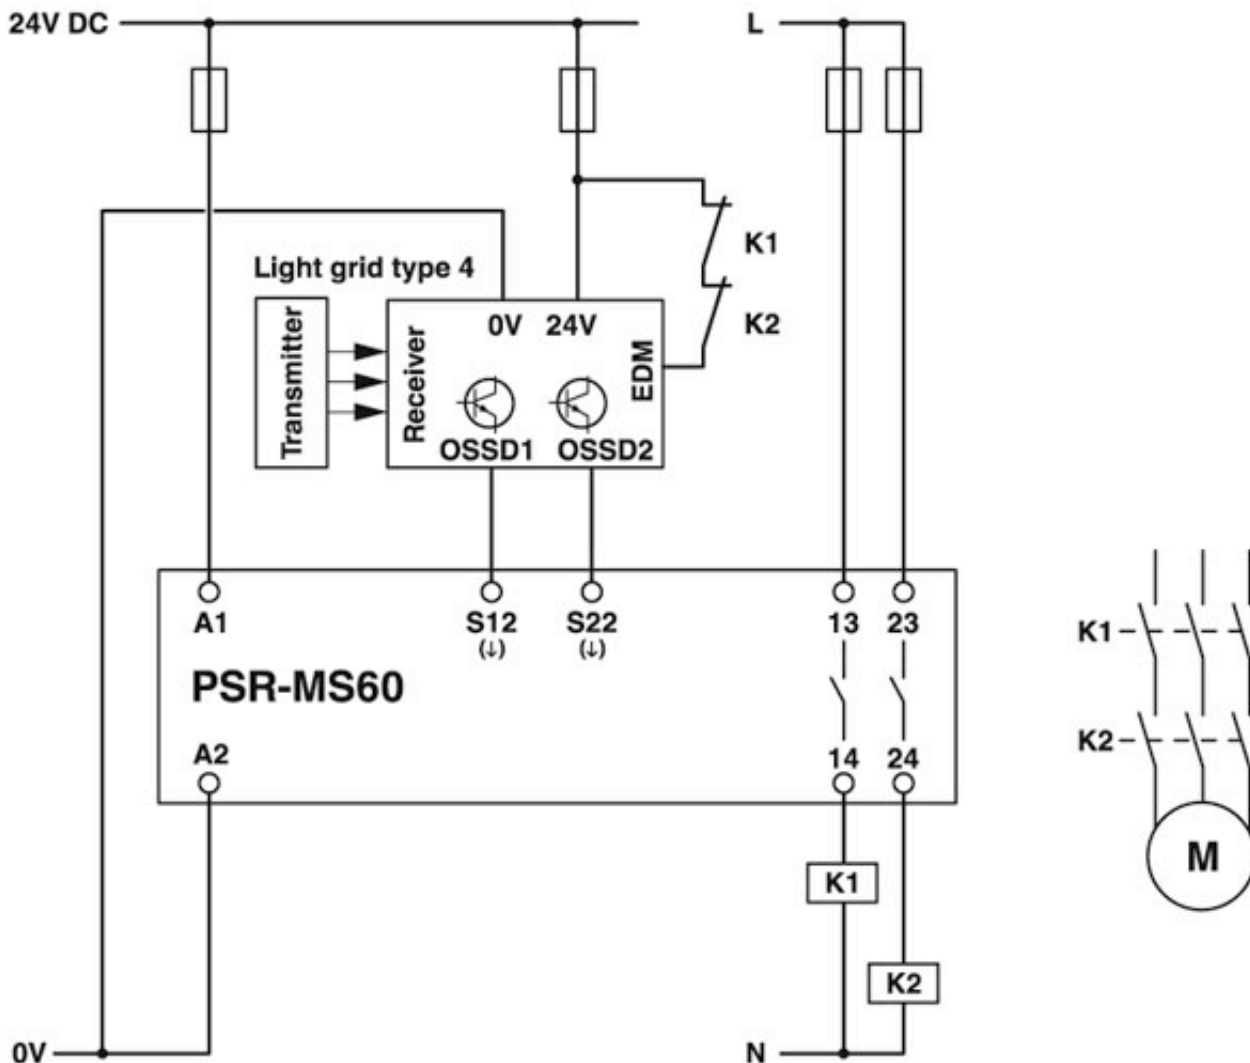 24V DC
L
K1
Light grid type 4
K2
0V 24V
Transmitter
Receiver
EDM
OSSD1 OSSD2
A1 S12 S22 13 23
(↓) (↓)
K1
PSR-MS60
K2
A2 14 24
M
K1
K2
0V
N